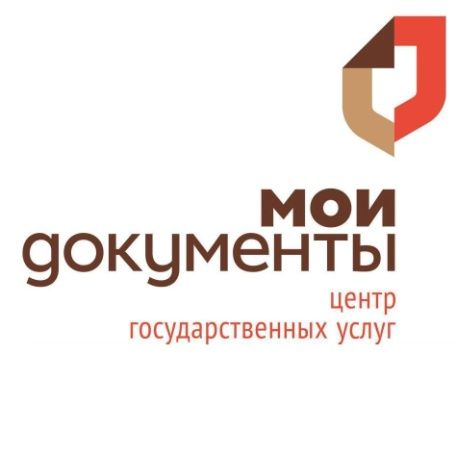 мои
документы
центр
государственных услуг